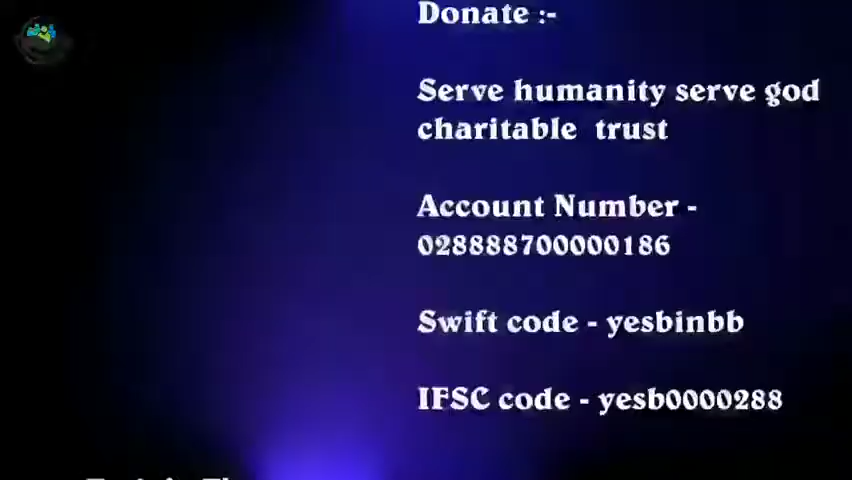 Donate :-
Serve humanity serve god
charitable trust
Account Number -
028888700000186
Swift code - yesbinbb
IFSC code - yesb0000288